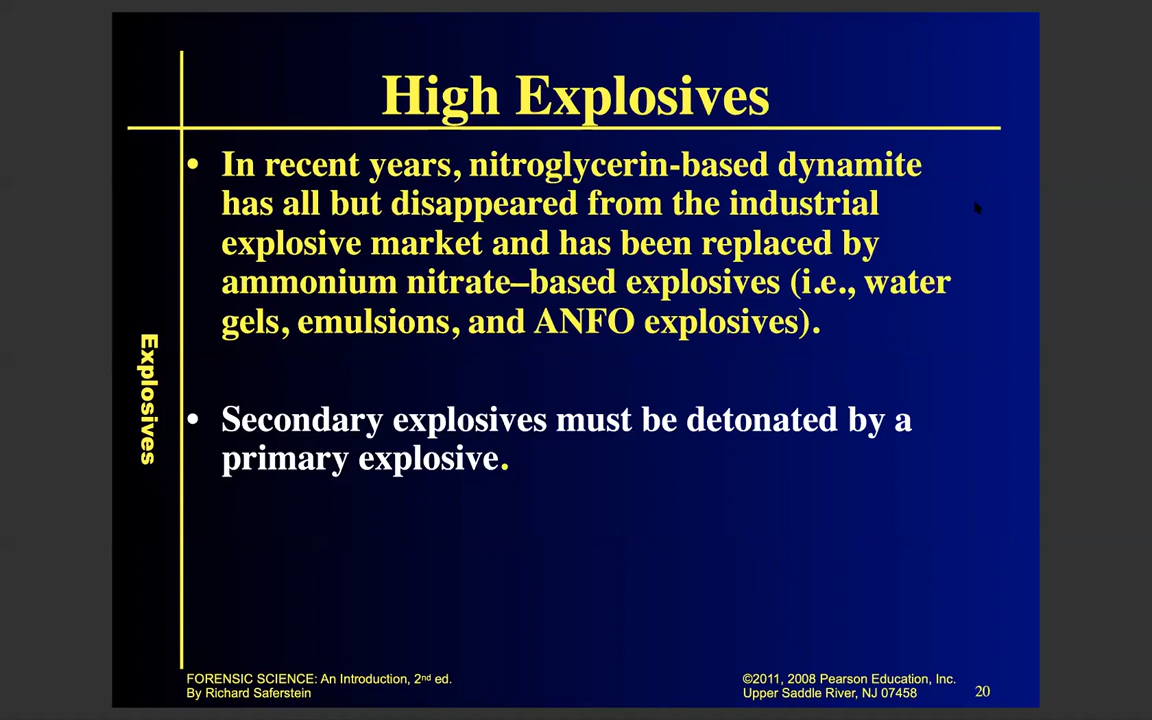 High Explosives
• In recent years, nitroglycerin-based dynamite
has all but disappeared from the industrial
explosive market and has been replaced by
ammonium nitrate–based explosives (i.e., water
gels, emulsions, and ANFO explosives).
• Secondary explosives must be detonated by a
primary explosive.
Explosives
FORENSIC SCIENCE: An Introduction, 2nd ed.
By Richard Saferstein
©2011, 2008 Pearson Education, Inc.
Upper Saddle River, NJ 07458
20